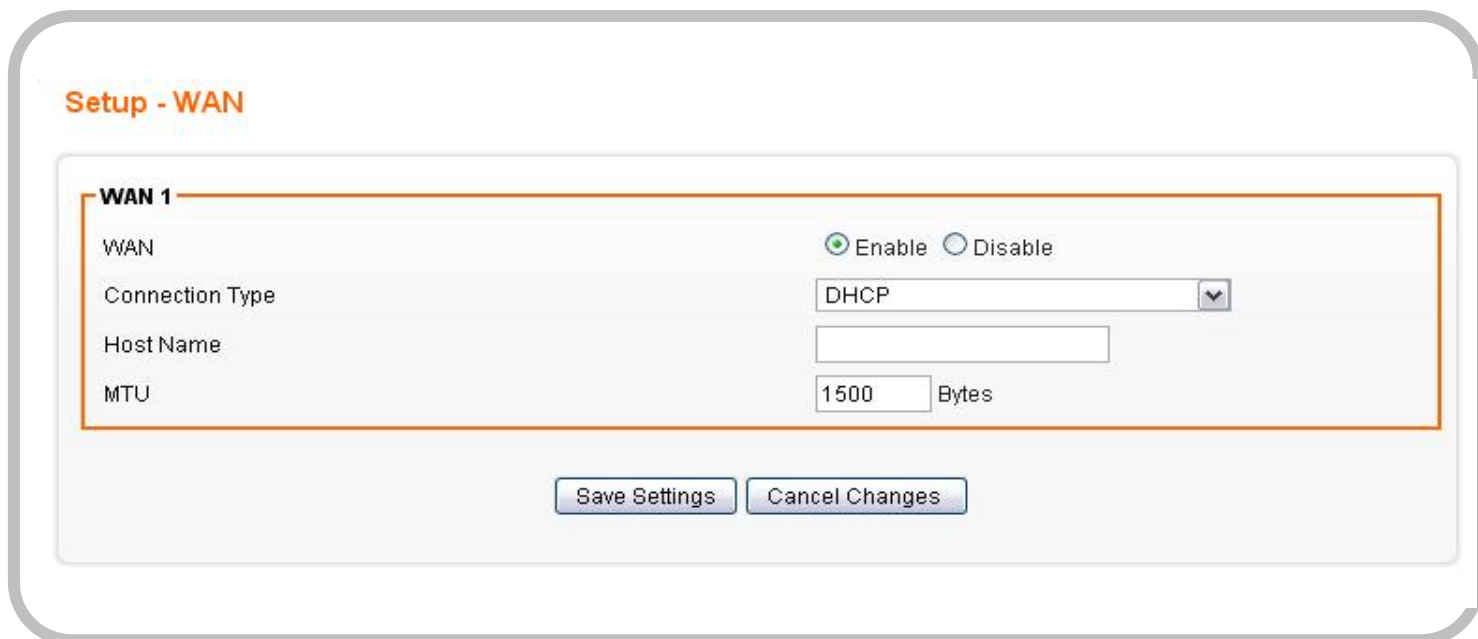 Setup - WAN
WAN 1
WAN Enable Disable
Connection Type DHCP
Host Name
MTU 1500 Bytes
Save Settings Cancel Changes